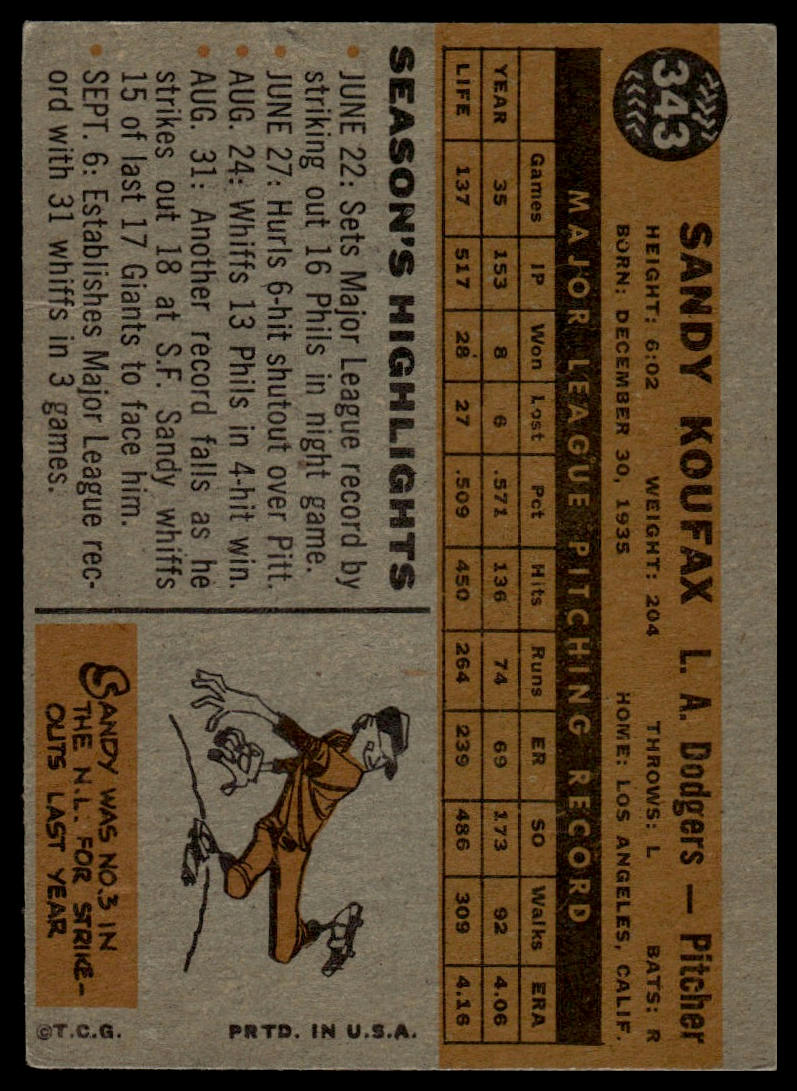 343
SANDY KOUFAX L. A. Dodgers — Pitcher
HEIGHT: 6:02 WEIGHT: 204 THROWS: L BATS: R
BORN: DECEMBER 30, 1935 HOME: LOS ANGELES, CALIF.
MAJOR LEAGUE PITCHING RECORD
Games IP Won Lost Pct Hits Runs ER SO Walks ERA
YEAR 35 153 8 6 .571 136 74 69 173 92 4.06
LIFE 137 517 28 27 .509 450 264 239 486 309 4.16
SEASON'S HIGHLIGHTS
• JUNE 22: Sets Major League record by
striking out 16 Phils in night game.
• JUNE 27: Hurls 6-hit shutout over Pitt.
• AUG. 24: Whiffs 13 Phils in 4-hit win.
• AUG. 31: Another record falls as he
strikes out 18 at S.F. Sandy whiffs
15 of last 17 Giants to face him.
• SEPT. 6: Establishes Major League rec-
ord with 31 whiffs in 3 games.
SANDY WAS NO.3 IN
THE N.L. FOR STRIKE-
OUTS LAST YEAR
PRTD. IN U.S.A.
©T.C.G.